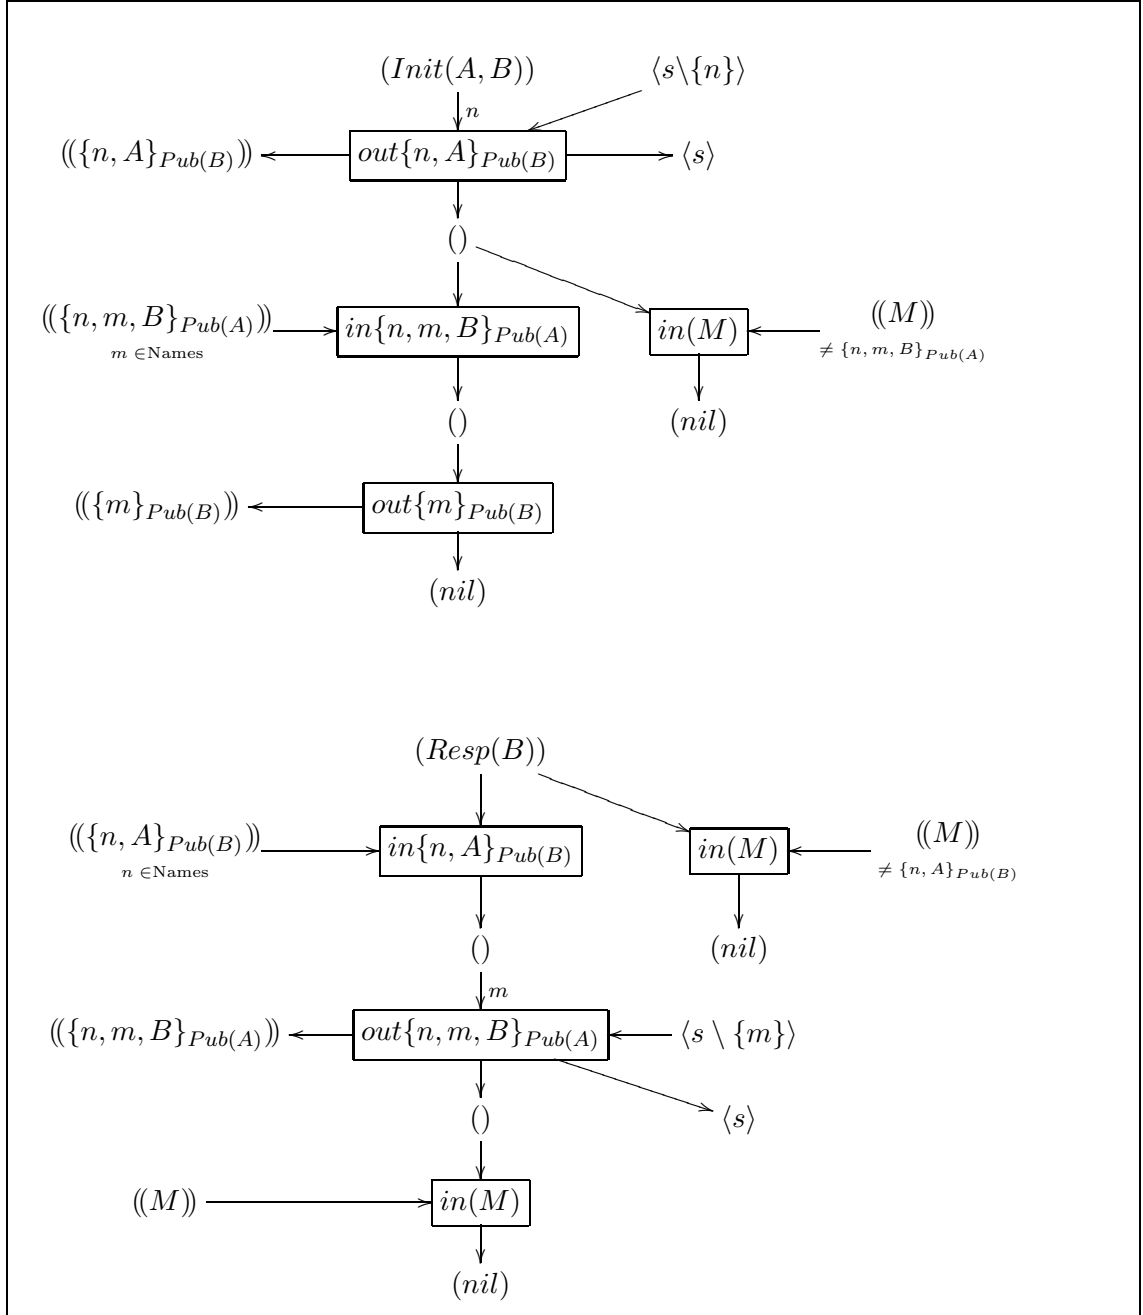 (Init(A, B)) ⟨s\{n}⟩
n
(({n, A}Pub(B))) out{n, A}Pub(B) ⟨s⟩
()
(({n, m, B}Pub(A))) in{n, m, B}Pub(A) in(M) ((M))
m ∈Names ≠ {n, m, B}Pub(A)
() (nil)
(({m}Pub(B))) out{m}Pub(B)
(nil)
(Resp(B))
(({n, A}Pub(B))) in{n, A}Pub(B) in(M) ((M))
n ∈Names ≠ {n, A}Pub(B)
() (nil)
m
(({n, m, B}Pub(A))) out{n, m, B}Pub(A) ⟨s \ {m}⟩
() ⟨s⟩
((M)) in(M)
(nil)